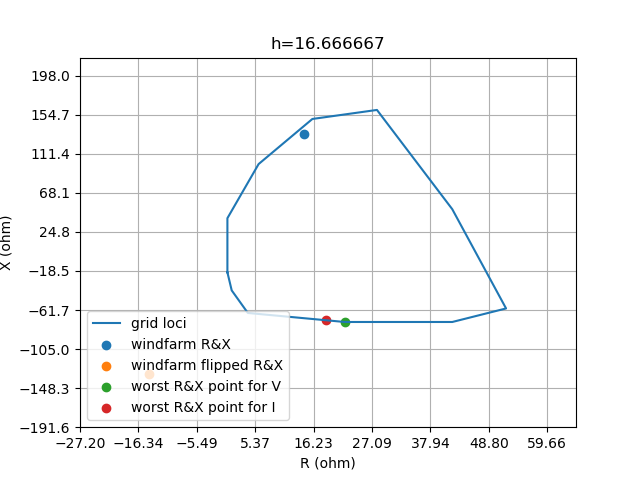 h=16.666667
198.0
154.7
111.4
68.1
24.8
−18.5
−61.7
−105.0
−148.3
−191.6
X (ohm)
grid loci
windfarm R&X
windfarm flipped R&X
worst R&X point for V
worst R&X point for I
−27.20 −16.34 −5.49 5.37 16.23 27.09 37.94 48.80 59.66
R (ohm)